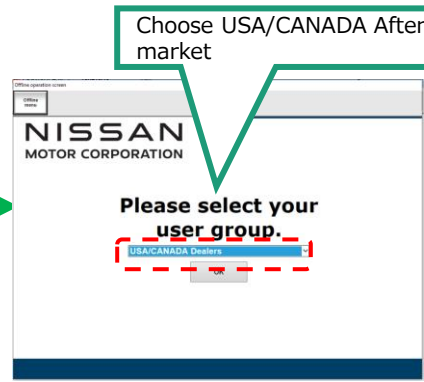 Choose USA/CANADA After
market
Offline operation screen
Offline
menu
NISSAN
MOTOR CORPORATION
Please select your
user group.
USA/CANADA Dealers
OK